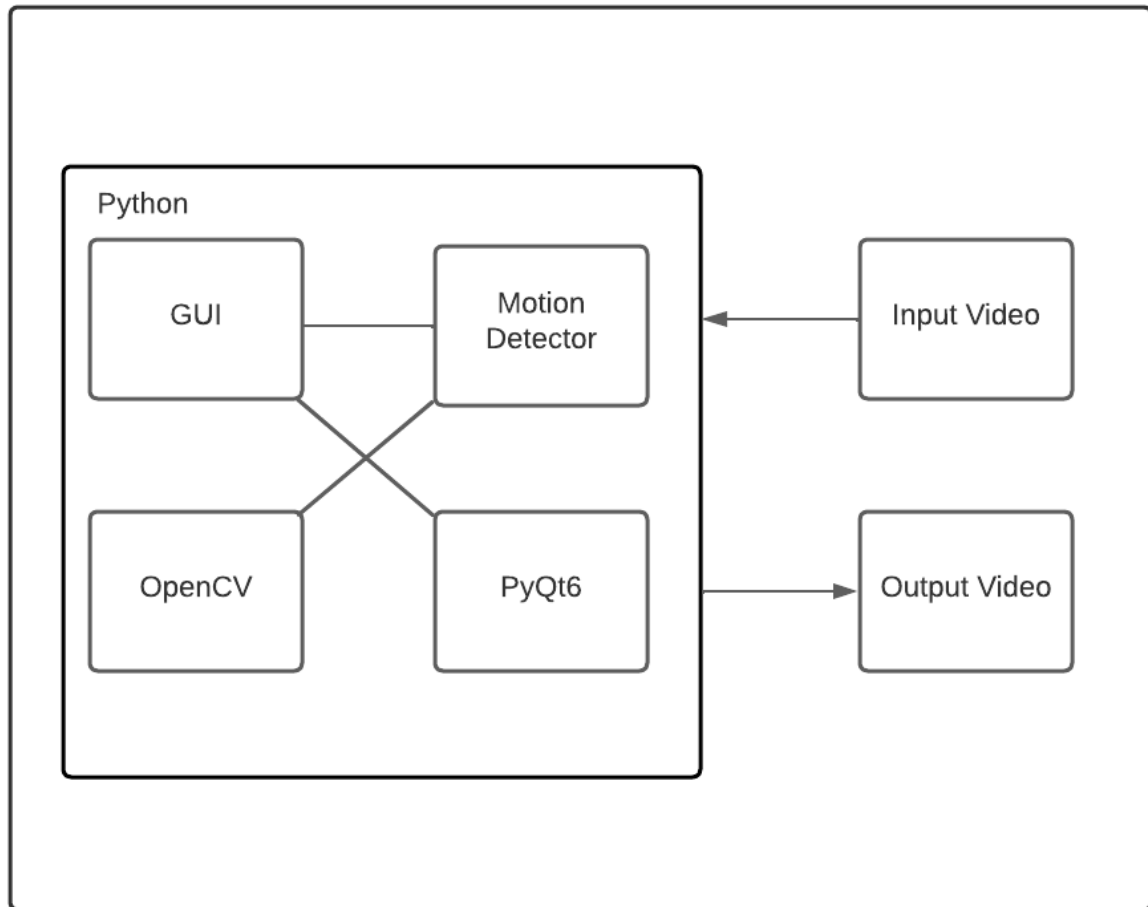 Python
GUI
Motion
Detector
Input Video
OpenCV
PyQt6
Output Video